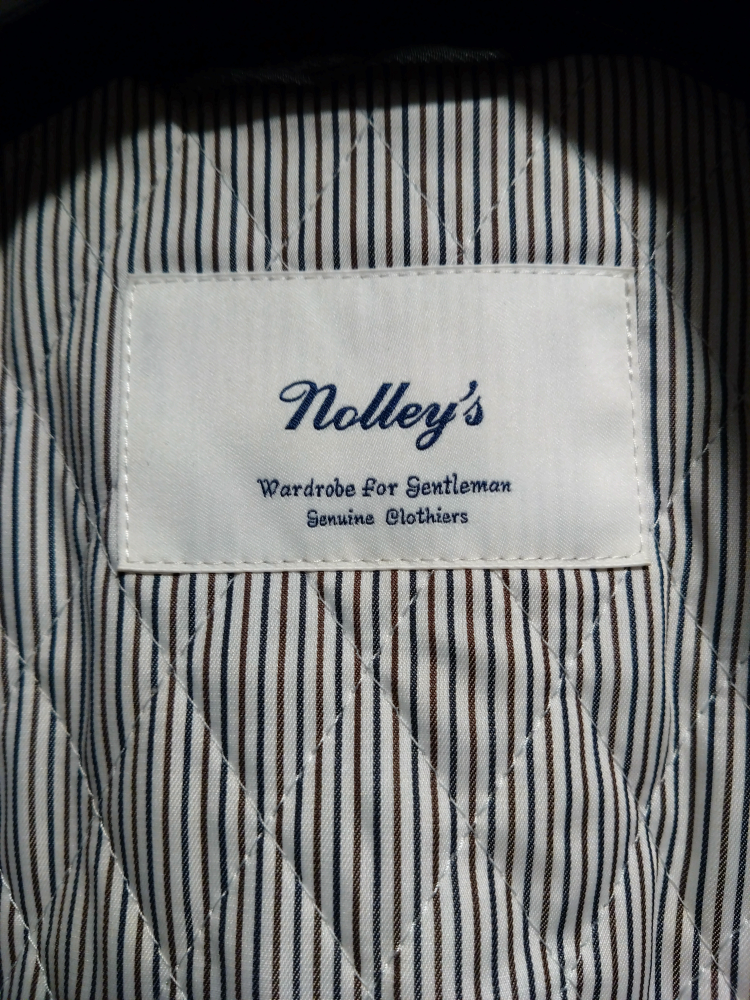 Nolley's
Wardrobe for Gentleman
Genuine Clothiers